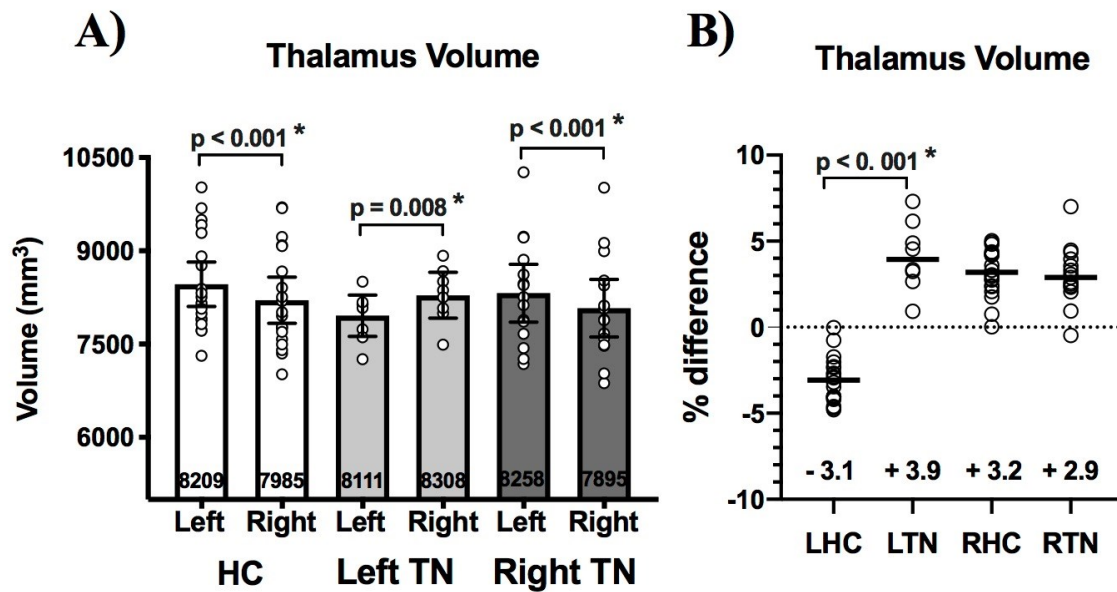 A)
Thalamus Volume
p < 0.001 *
p < 0.001 *
p = 0.008 *
10500
9000
7500
6000
Volume (mm³)
8209
7985
8111
8308
8258
7895
Left Right Left Right Left Right
HC Left TN Right TN
B)
Thalamus Volume
p < 0. 001 *
10
5
0
-5
-10
% difference
- 3.1 + 3.9 + 3.2 + 2.9
LHC LTN RHC RTN